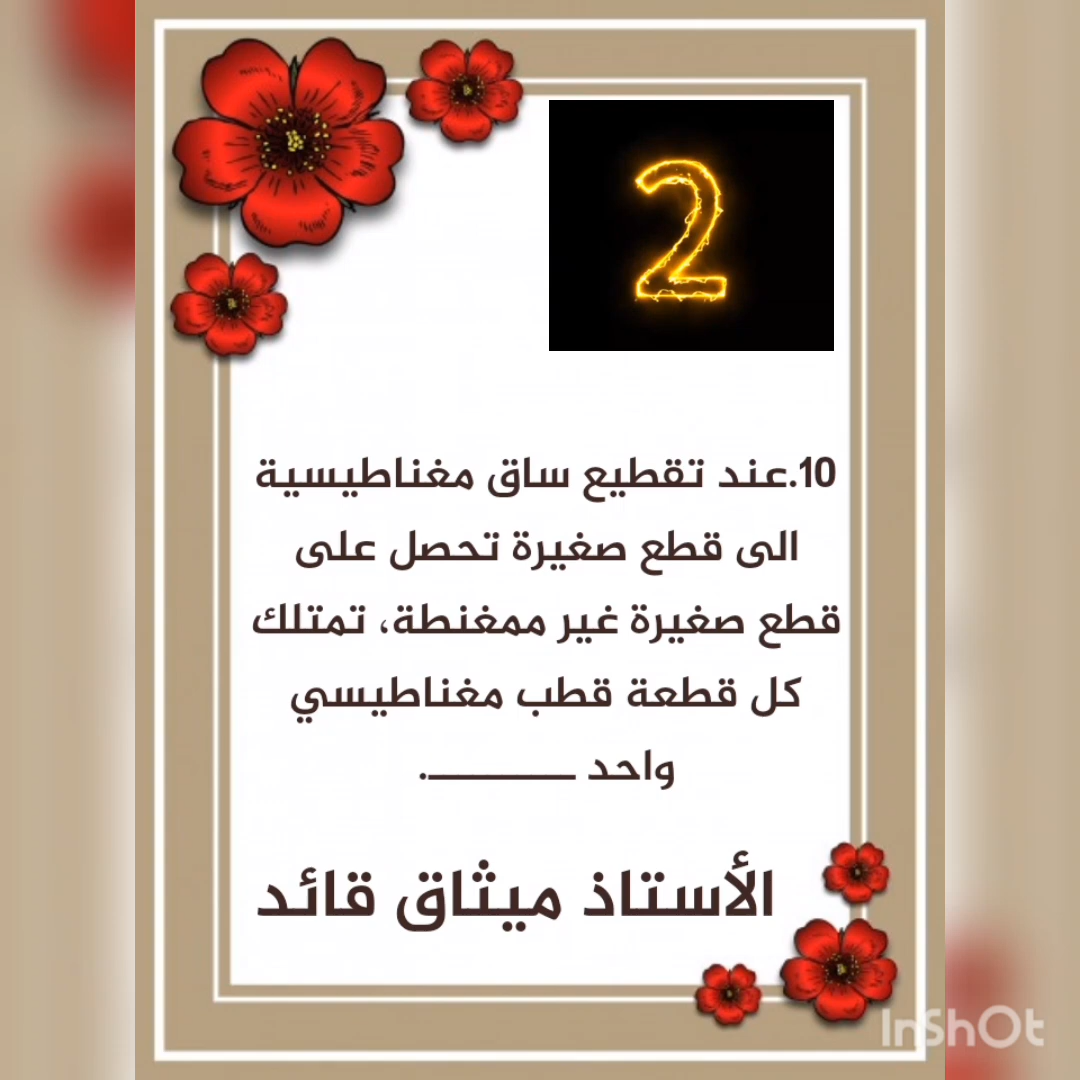 2
10.عند تقطيع ساق مغناطيسية
الى قطع صغيرة تحصل على
قطع صغيرة غير ممغنطة، تمتلك
كل قطعة قطب مغناطيسي
واحد ـــــــــــــ.
الأستاذ ميثاق قائد
InShOt